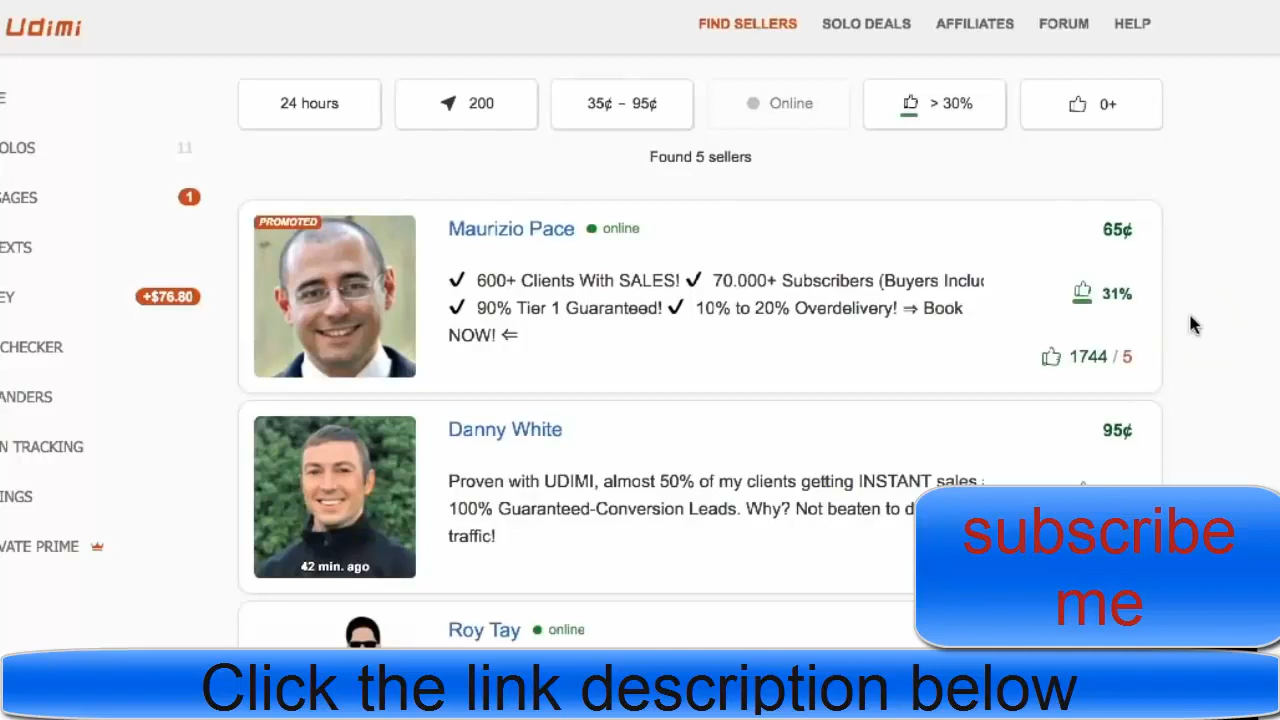 Udimi
FIND SELLERS SOLO DEALS AFFILIATES FORUM HELP
24 hours 200 35¢ – 95¢ Online > 30% 0+
Found 5 sellers
E
OLOS 11
SAGES 1
EXTS
EY +$76.80
CHECKER
ANDERS
N TRACKING
INGS
VATE PRIME
PROMOTED
Maurizio Pace online 65¢
✔ 600+ Clients With SALES! ✔ 70.000+ Subscribers (Buyers Includ
✔ 90% Tier 1 Guaranteed! ✔ 10% to 20% Overdelivery! ⇒ Book
NOW! ⇐
31%
1744 / 5
Danny White 95¢
Proven with UDIMI, almost 50% of my clients getting INSTANT sales
100% Guaranteed-Conversion Leads. Why? Not beaten to d
traffic!
42 min. ago
Roy Tay online
subscribe
me
Click the link description below